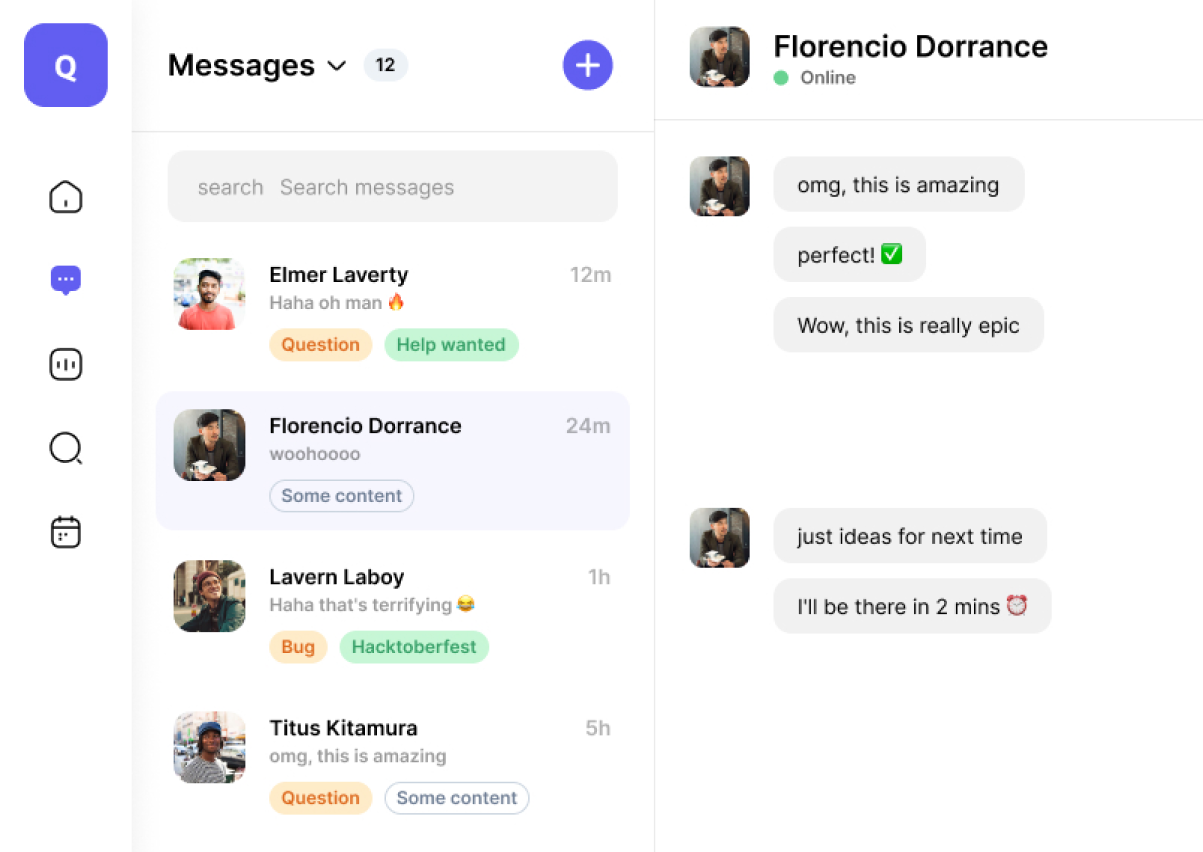 Q
Messages 12
search Search messages
Elmer Laverty 12m
Haha oh man 🔥
Question Help wanted
Florencio Dorrance 24m
woohoooo
Some content
Lavern Laboy 1h
Haha that's terrifying 😂
Bug Hacktoberfest
Titus Kitamura 5h
omg, this is amazing
Question Some content
Florencio Dorrance
Online
omg, this is amazing
perfect! ✅
Wow, this is really epic
just ideas for next time
I'll be there in 2 mins ⏰